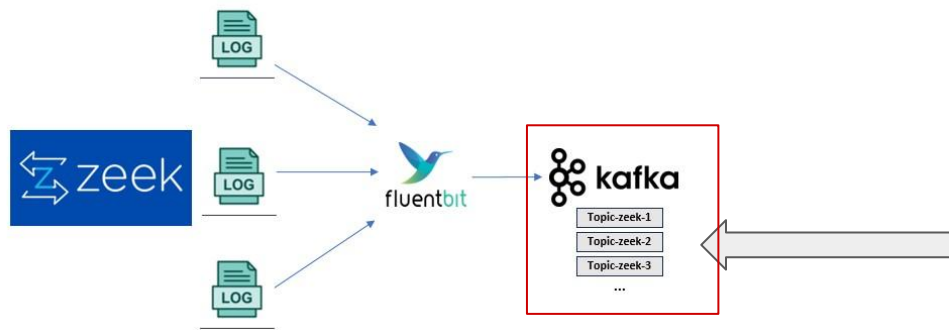 LOG
zeek
LOG
fluentbit
kafka
Topic-zeek-1
Topic-zeek-2
Topic-zeek-3
...
LOG